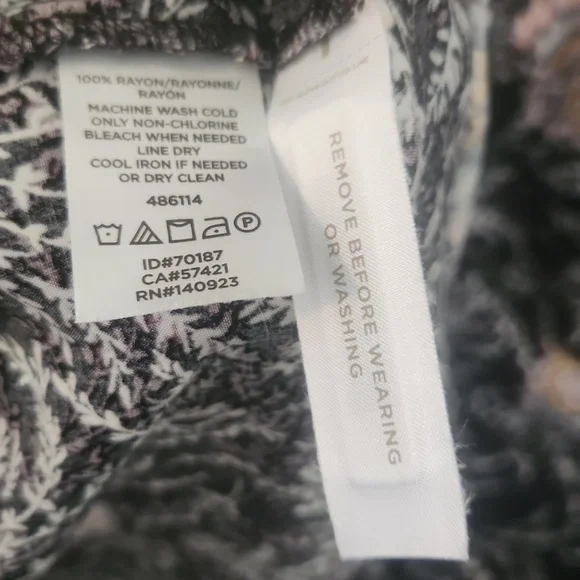 100% RAYON/RAYONNE/
RAYÓN
MACHINE WASH COLD
ONLY NON-CHLORINE
BLEACH WHEN NEEDED
LINE DRY
COOL IRON IF NEEDED
OR DRY CLEAN
486114
P
ID#70187
CA#57421
RN#140923
REMOVE BEFORE WEARING
OR WASHING